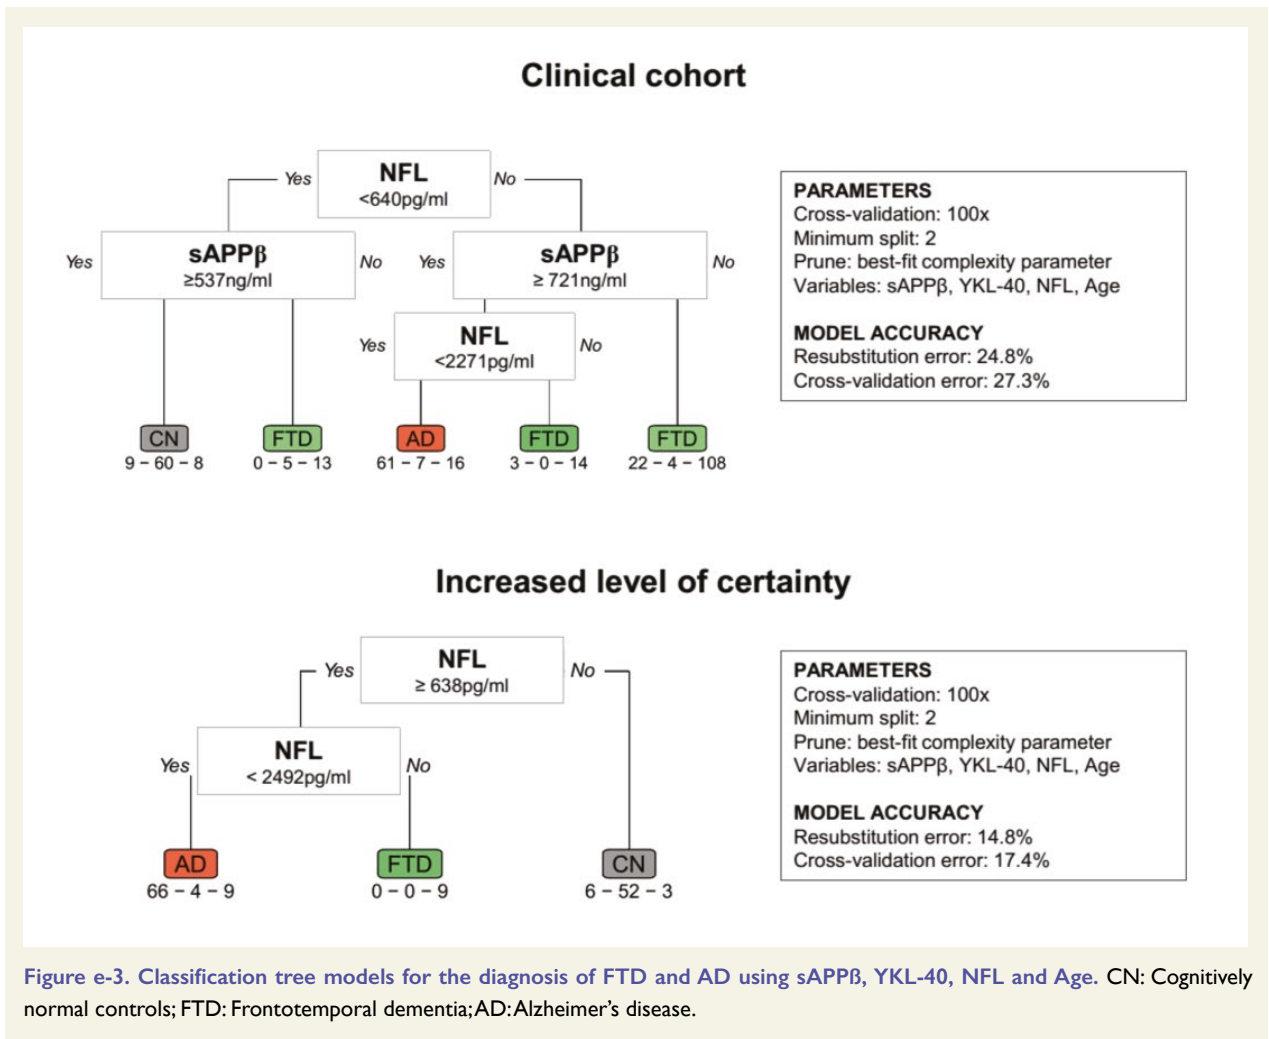 Clinical cohort
Yes
NFL
<640pg/ml
No
Yes
sAPPβ
≥537ng/ml
No
Yes
sAPPβ
≥ 721ng/ml
No
Yes
NFL
<2271pg/ml
No
CN
9 – 60 – 8
FTD
0 – 5 – 13
AD
61 – 7 – 16
FTD
3 – 0 – 14
FTD
22 – 4 – 108
PARAMETERS
Cross-validation: 100x
Minimum split: 2
Prune: best-fit complexity parameter
Variables: sAPPβ, YKL-40, NFL, Age
MODEL ACCURACY
Resubstitution error: 24.8%
Cross-validation error: 27.3%
Increased level of certainty
Yes
NFL
≥ 638pg/ml
No
Yes
NFL
< 2492pg/ml
No
AD
66 – 4 – 9
FTD
0 – 0 – 9
CN
6 – 52 – 3
PARAMETERS
Cross-validation: 100x
Minimum split: 2
Prune: best-fit complexity parameter
Variables: sAPPβ, YKL-40, NFL, Age
MODEL ACCURACY
Resubstitution error: 14.8%
Cross-validation error: 17.4%
Figure e-3. Classification tree models for the diagnosis of FTD and AD using sAPPß, YKL-40, NFL and Age. CN: Cognitively
normal controls; FTD: Frontotemporal dementia; AD: Alzheimer's disease.